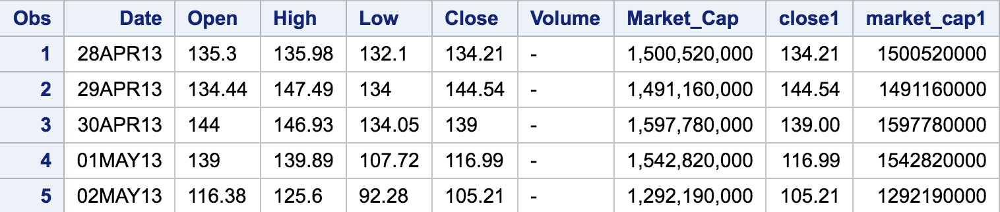 Obs Date Open High Low Close Volume Market_Cap close1 market_cap1
1 28APR13 135.3 135.98 132.1 134.21 - 1,500,520,000 134.21 1500520000
2 29APR13 134.44 147.49 134 144.54 - 1,491,160,000 144.54 1491160000
3 30APR13 144 146.93 134.05 139 - 1,597,780,000 139.00 1597780000
4 01MAY13 139 139.89 107.72 116.99 - 1,542,820,000 116.99 1542820000
5 02MAY13 116.38 125.6 92.28 105.21 - 1,292,190,000 105.21 1292190000